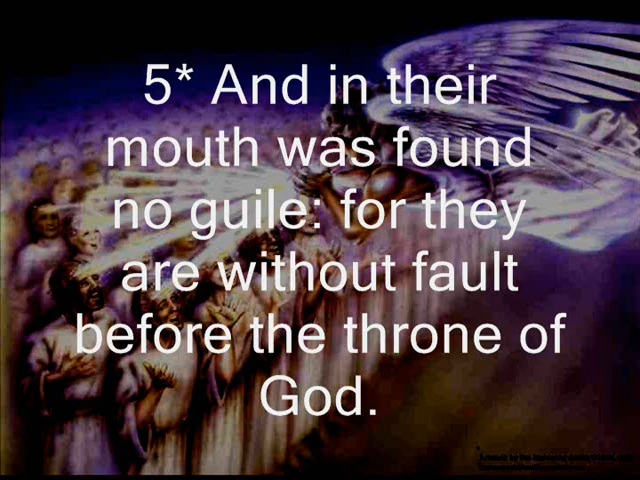 5* And in their
mouth was found
no guile: for they
are without fault
before the throne of
God.